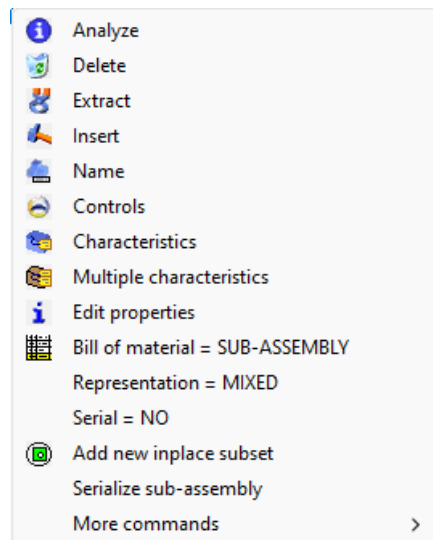 Analyze
Delete
Extract
Insert
Name
Controls
Characteristics
Multiple characteristics
Edit properties
Bill of material = SUB-ASSEMBLY
Representation = MIXED
Serial = NO
Add new inplace subset
Serialize sub-assembly
More commands